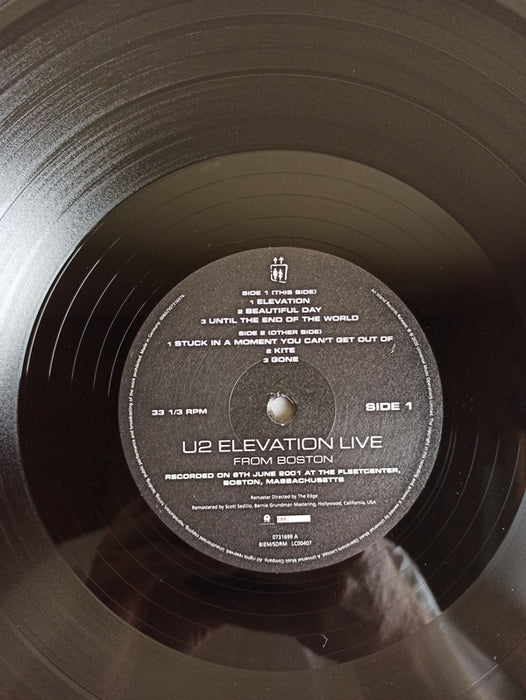 SIDE 1 (THIS SIDE)
1 ELEVATION
2 BEAUTIFUL DAY
3 UNTIL THE END OF THE WORLD
SIDE 2 (OTHER SIDE)
1 STUCK IN A MOMENT YOU CAN'T GET OUT OF
2 KITE
3 GONE
33 1/3 RPM
SIDE 1
U2 ELEVATION LIVE
FROM BOSTON
RECORDED ON 6TH JUNE 2001 AT THE FLEETCENTER,
BOSTON, MASSACHUSETTS
Remaster Directed by The Edge
Remastered by Scott Sedillo, Bernie Grundman Mastering, Hollywood, California, USA
0731699 A
BIEM/SDRM LC00407